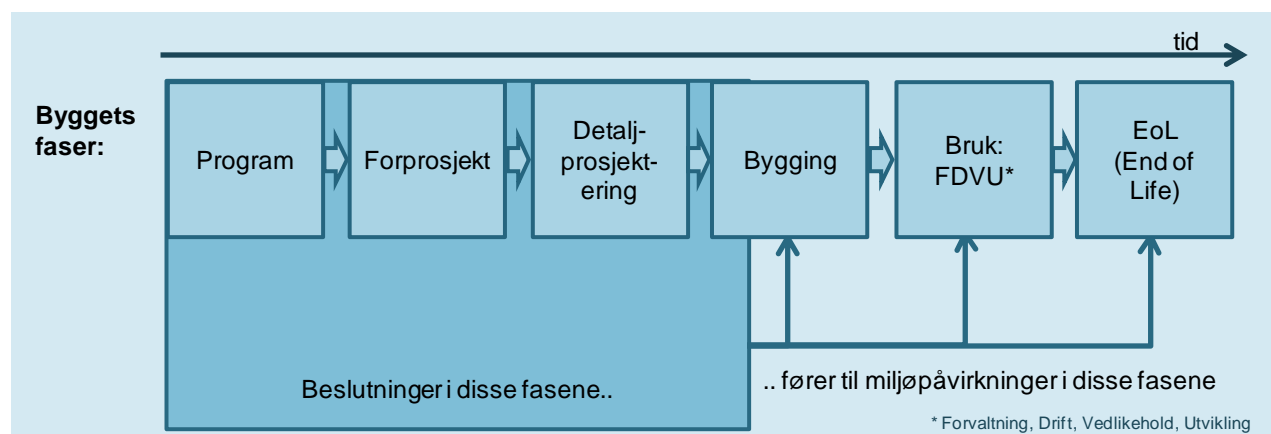 tid
Byggets
faser:
Program
Forprosjekt
Detalj-
prosjekt-
ering
Bygging
Bruk:
FDVU*
EoL
(End of
Life)
Beslutninger i disse fasene..
.. fører til miljøpåvirkninger i disse fasene
* Forvaltning, Drift, Vedlikehold, Utvikling